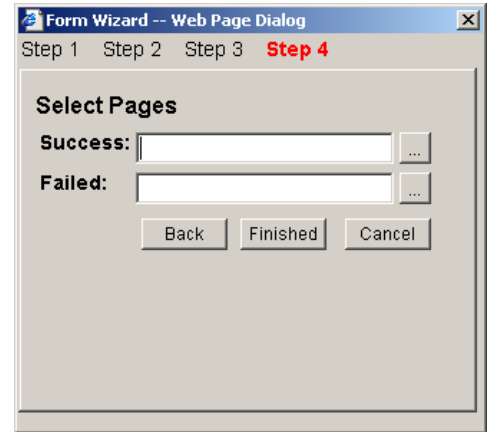 Form Wizard -- Web Page Dialog
Step 1 Step 2 Step 3 Step 4
Select Pages
Success: ...
Failed: ...
Back Finished Cancel